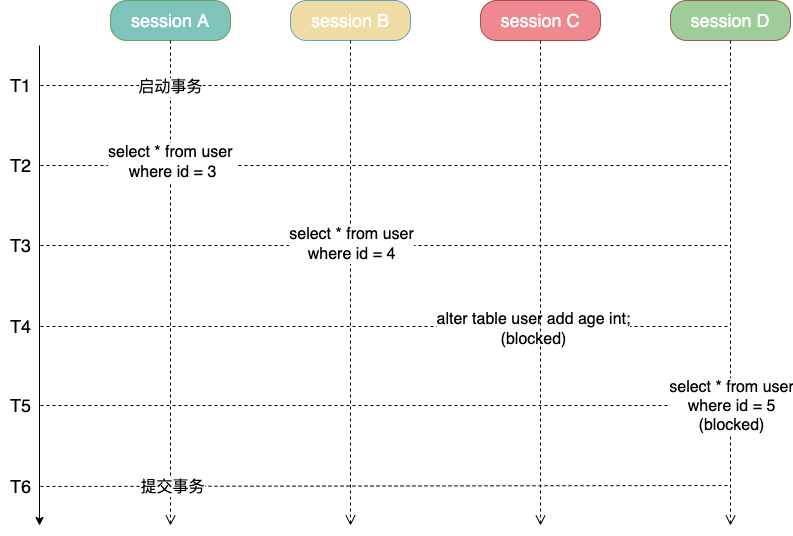 session A
session B
session C
session D
T1
启动事务
T2
select * from user
where id = 3
T3
select * from user
where id = 4
T4
alter table user add age int;
(blocked)
T5
select * from user
where id = 5
(blocked)
T6
提交事务